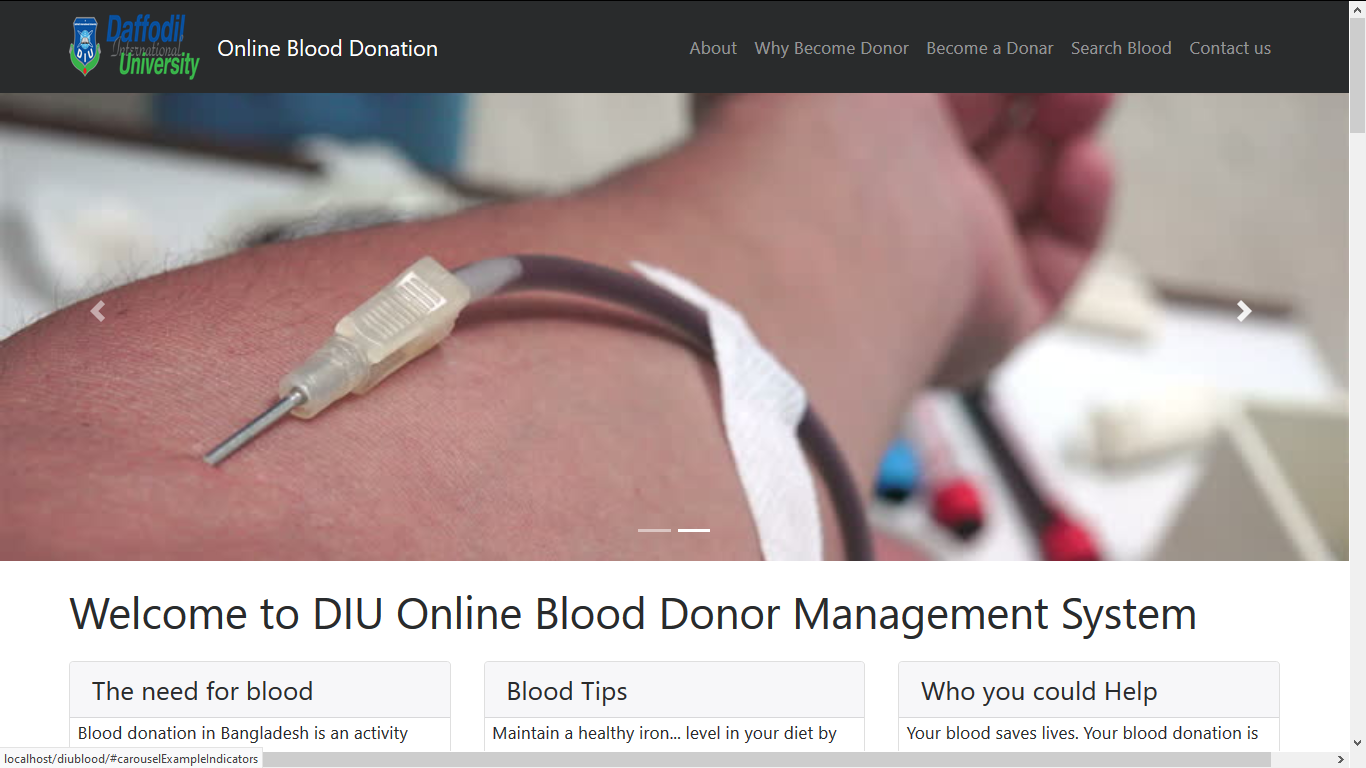 Daffodil
International
University
DIU
Online Blood Donation
About Why Become Donor Become a Donar Search Blood Contact us
Welcome to DIU Online Blood Donor Management System
The need for blood
Blood donation in Bangladesh is an activity
Blood Tips
Maintain a healthy iron... level in your diet by
Who you could Help
Your blood saves lives. Your blood donation is
localhost/diublood/#carouselExampleIndicators